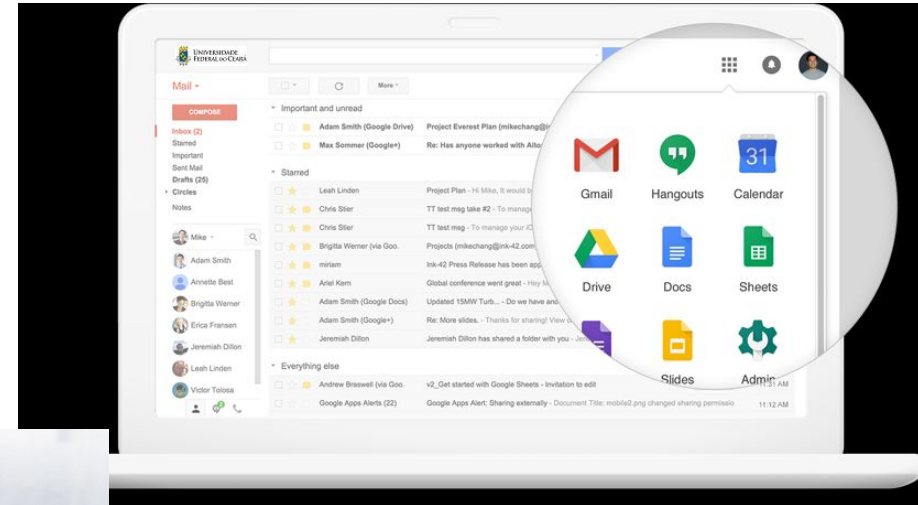 UNIVERSIDADE
FEDERAL DO CEARÁ
Mail
More
COMPOSE
Inbox (2)
Starred
Important
Sent Mail
Drafts (25)
Circles
Notes
Mike
Adam Smith
Annette Best
Brigitta Werner
Erica Fransen
Jeremiah Dillon
Leah Linden
Victor Tolosa
Important and unread
Adam Smith (Google Drive) Project Everest Plan (mikechang@
Max Sommer (Google+) Re: Has anyone worked with Alto
Starred
Leah Linden Project Plan - Hi Mike, It would
Chris Stier TT test msg take #2 - To manage
Chris Stier TT test msg - To manage your
Brigitta Werner (via Goo. Projects (mikechang@ink-42.com
miriam Ink-42 Press Release has been app
Ariel Kern Global conference went great - Hey
Adam Smith (Google Docs) Updated 15MW Turb... - Do we have and
Adam Smith (Google+) Re: More slides. - Thanks for sharing! View
Jeremiah Dillon Jeremiah Dillon has shared a folder with you -
Everything else
Andrew Braswell (via Goo. v2_Get started with Google Sheets - Invitation to edit 11:31 AM
Google Apps Alerts (22) Google Apps Alert: Sharing externally - Document Title: mobile2.png changed sharing permissio 11:12 AM
31
Gmail Hangouts Calendar
Drive Docs Sheets
Slides Admin